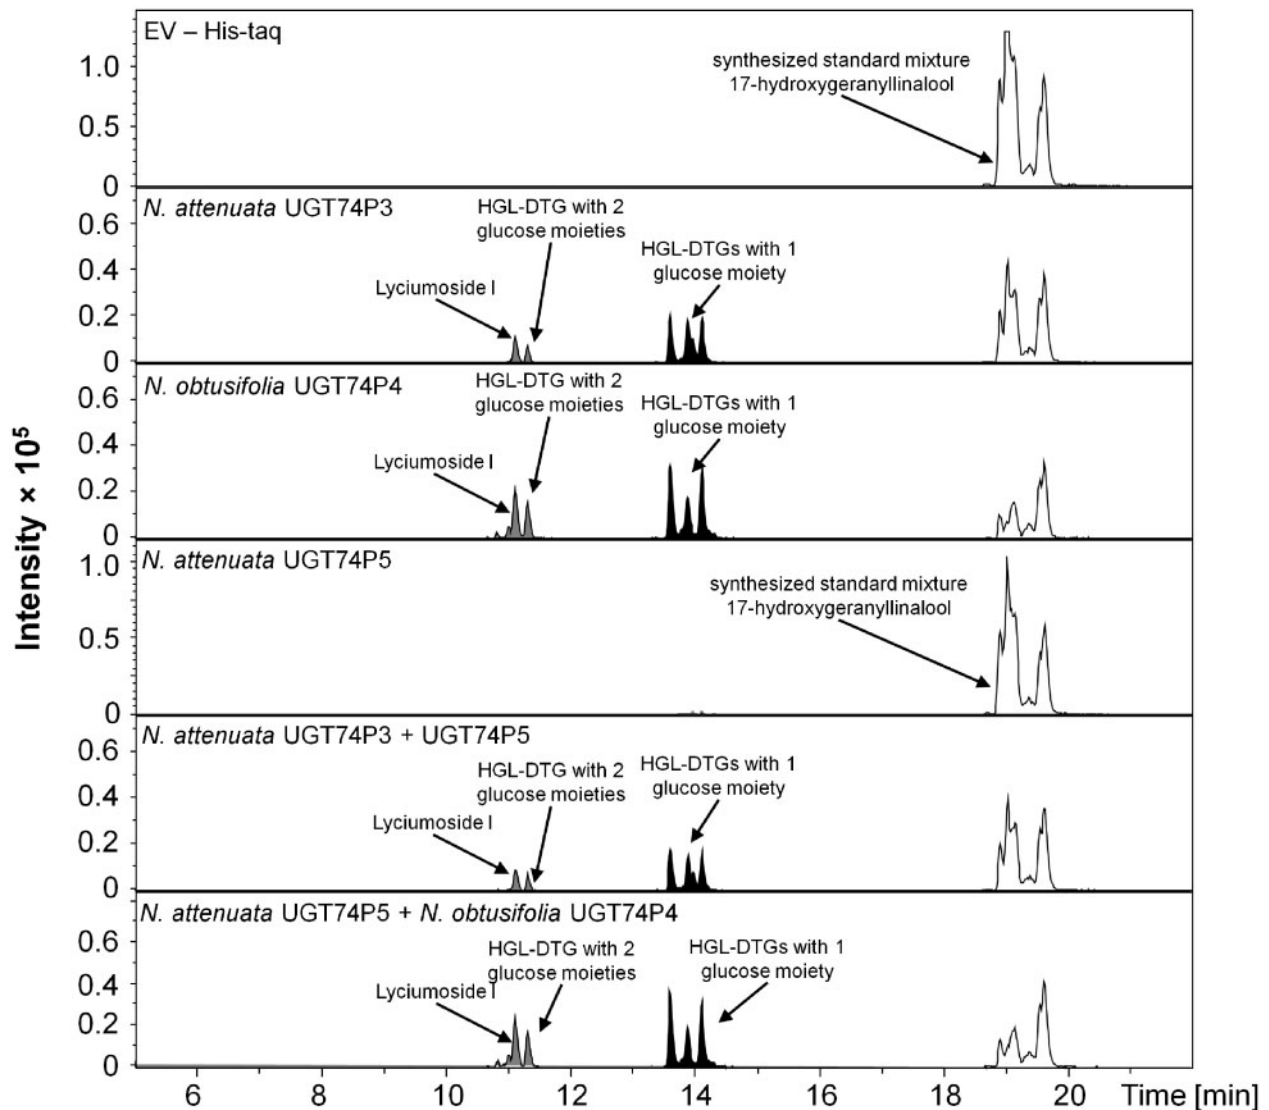 EV – His-taq
synthesized standard mixture
17-hydroxygeranyllinalool
1.0
0.5
0
N. attenuata UGT74P3
HGL-DTG with 2
glucose moieties
HGL-DTGs with 1
glucose moiety
Lyciumoside I
0.6
0.4
0.2
0
N. obtusifolia UGT74P4
HGL-DTG with 2
glucose moieties
HGL-DTGs with 1
glucose moiety
Lyciumoside I
0.6
0.4
0.2
0
N. attenuata UGT74P5
synthesized standard mixture
17-hydroxygeranyllinalool
1.0
0.5
0
N. attenuata UGT74P3 + UGT74P5
HGL-DTG with 2
glucose moieties
HGL-DTGs with 1
glucose moiety
Lyciumoside I
0.6
0.4
0.2
0
N. attenuata UGT74P5 + N. obtusifolia UGT74P4
HGL-DTG with 2
glucose moieties
HGL-DTGs with 1
glucose moiety
Lyciumoside I
0.6
0.4
0.2
0
Intensity × 10⁵
6 8 10 12 14 16 18 20 Time [min]